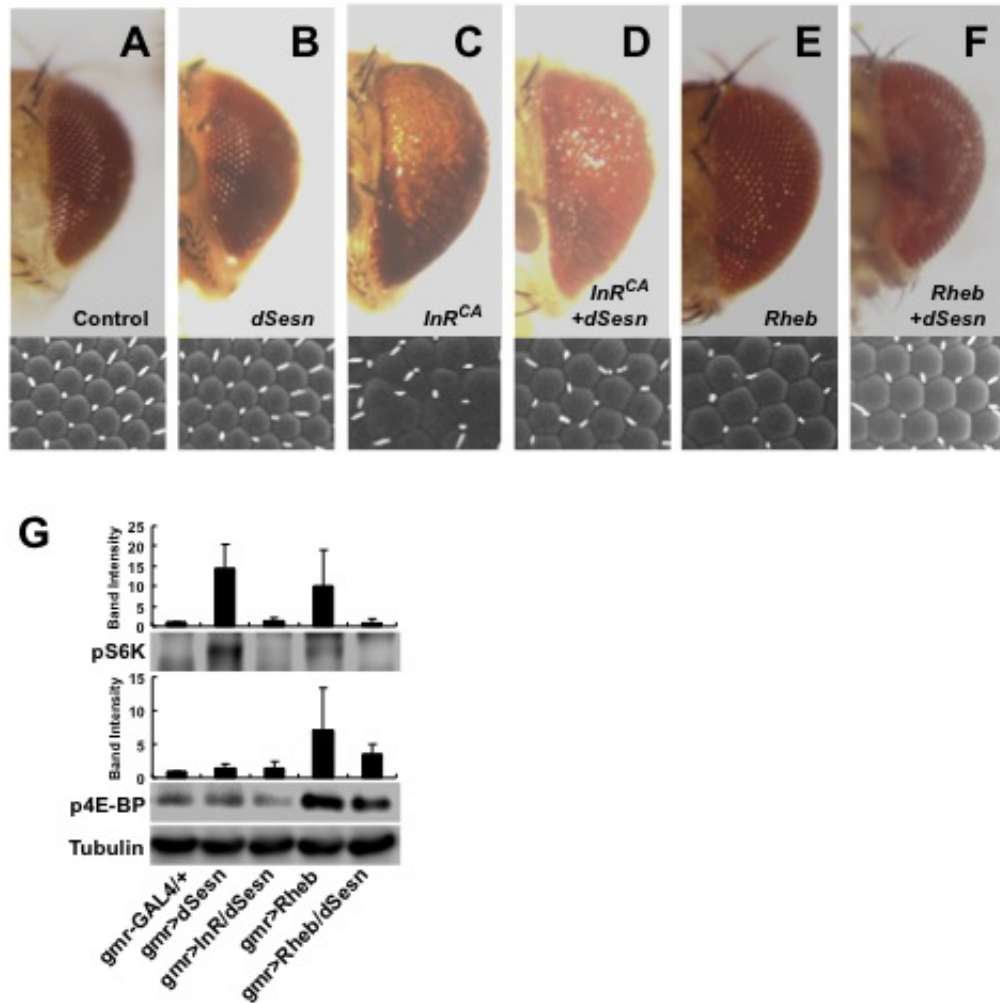 A B C D E F
Control dSesn InR^CA InR^CA +dSesn Rheb Rheb +dSesn
G
Band Intensity
25
20
15
10
5
0
pS6K
Band Intensity
15
10
5
0
p4E-BP
Tubulin
gmr-GAL4/+
gmr>dSesn
gmr>InR/dSesn
gmr>Rheb
gmr>Rheb/dSesn